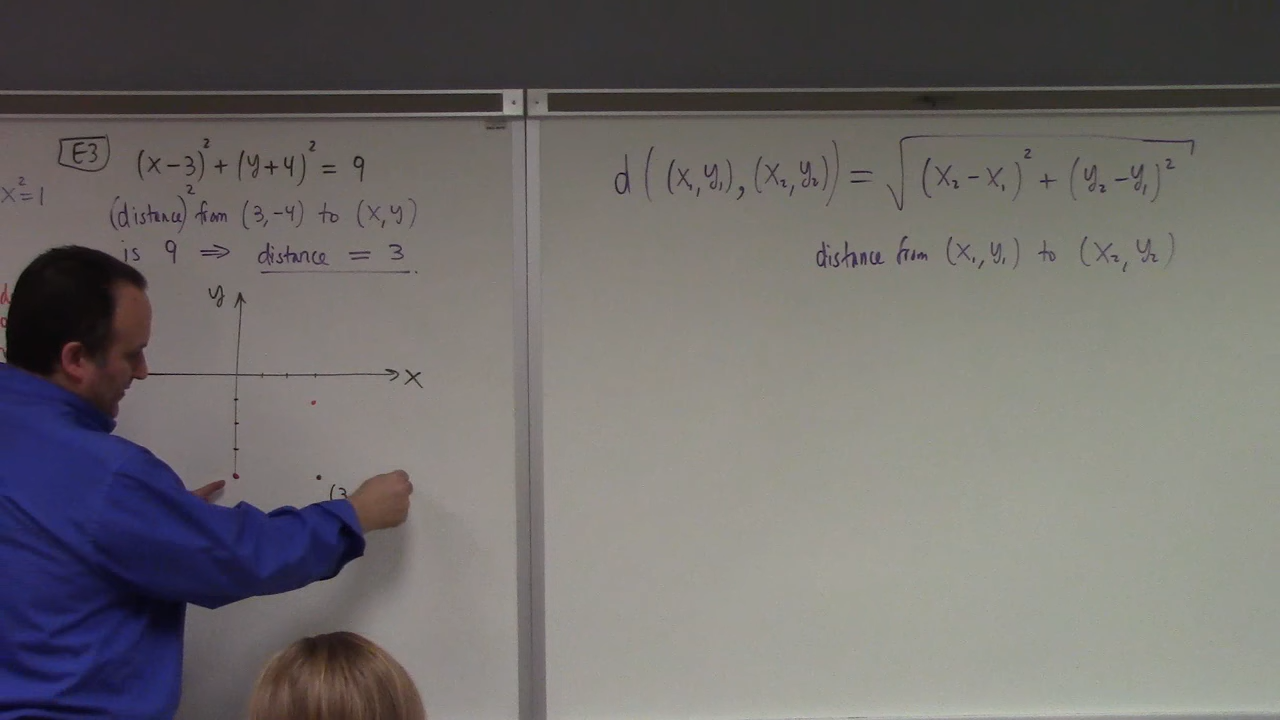 E3 (x-3)² + (y+4)² = 9
x² = 1
(distance)² from (3,-4) to (x,y)
is 9 ⇒ distance = 3.
y
x
(3
d((x₁,y₁),(x₂,y₂)) = √(x₂-x₁)² + (y₂-y₁)²
distance from (x₁,y₁) to (x₂,y₂)